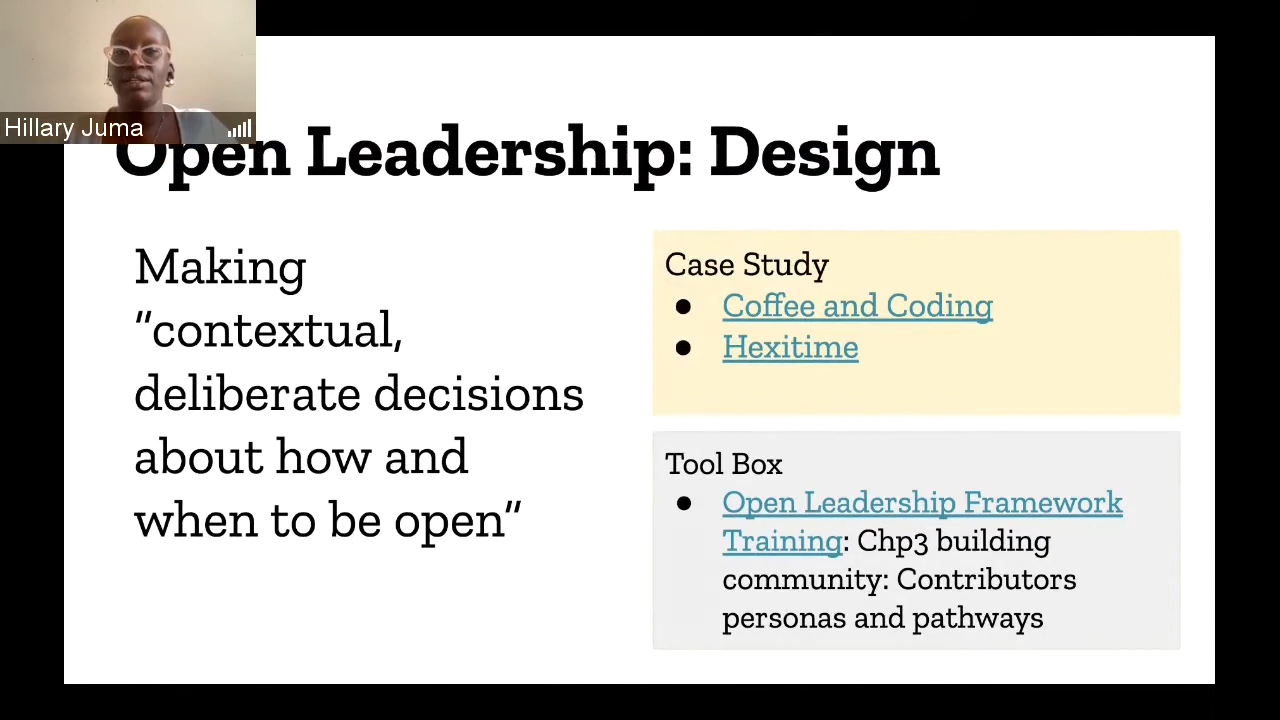 Hillary Juma
Open Leadership: Design
Making
“contextual,
deliberate decisions
about how and
when to be open”
Case Study
● Coffee and Coding
● Hexitime
Tool Box
● Open Leadership Framework
Training: Chp3 building
community: Contributors
personas and pathways